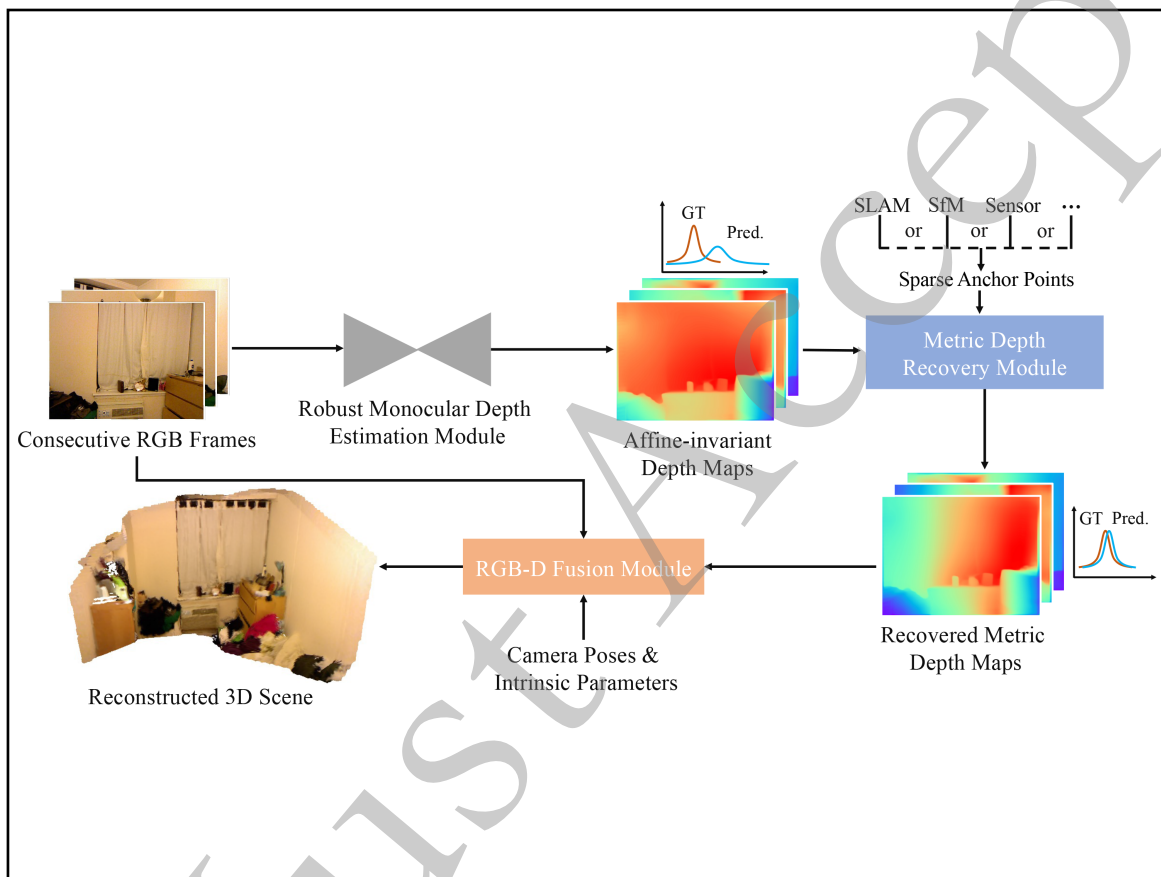 SLAM SfM Sensor ...
or or or
Sparse Anchor Points
GT
Pred.
Metric Depth
Recovery Module
Robust Monocular Depth
Estimation Module
Consecutive RGB Frames
Affine-invariant
Depth Maps
GT Pred.
RGB-D Fusion Module
Recovered Metric
Depth Maps
Camera Poses &
Intrinsic Parameters
Reconstructed 3D Scene
Just Accep